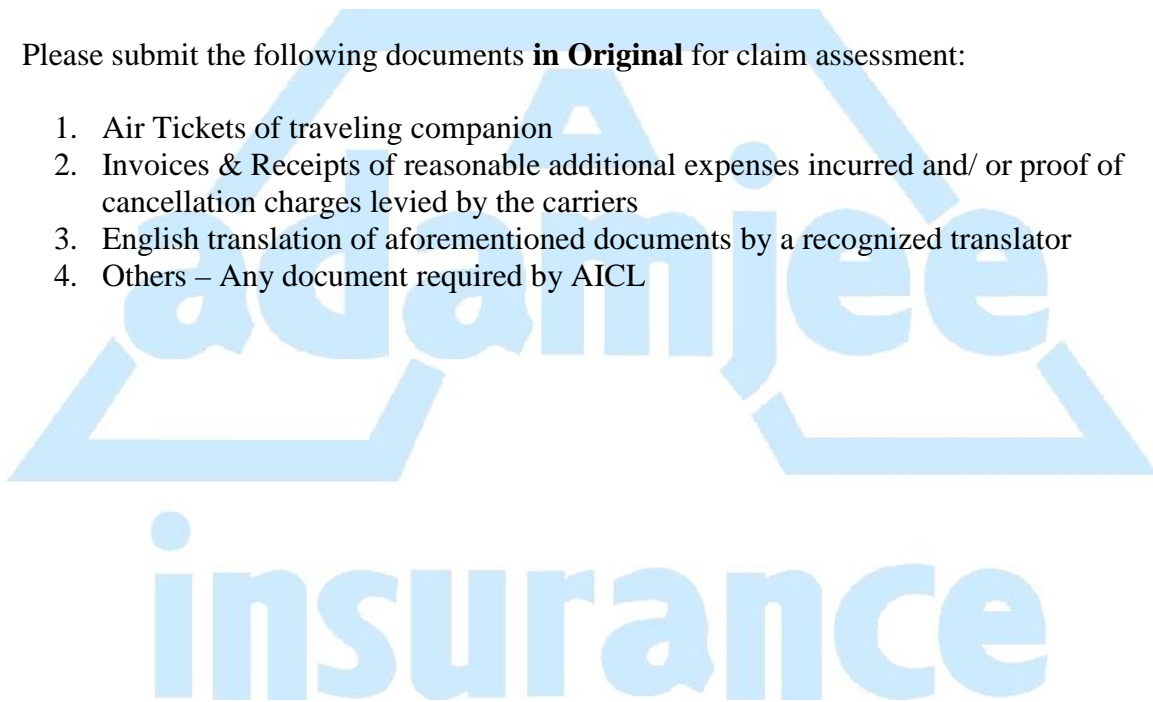 Please submit the following documents in Original for claim assessment:
1. Air Tickets of traveling companion
2. Invoices & Receipts of reasonable additional expenses incurred and/ or proof of
cancellation charges levied by the carriers
3. English translation of aforementioned documents by a recognized translator
4. Others – Any document required by AICL
adamjee
insurance